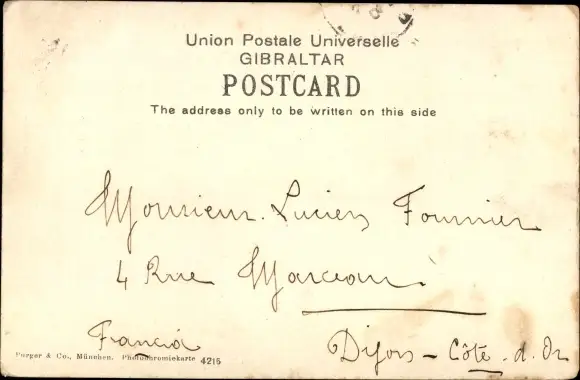 Union Postale Universelle
GIBRALTAR
POSTCARD
The address only to be written on this side
Monsieur. Lucien Fournier
4 Rue Marceau.
Francia
Dijon - Côte - d. Or
Purger & Co., München. Photochromiekarte 4215